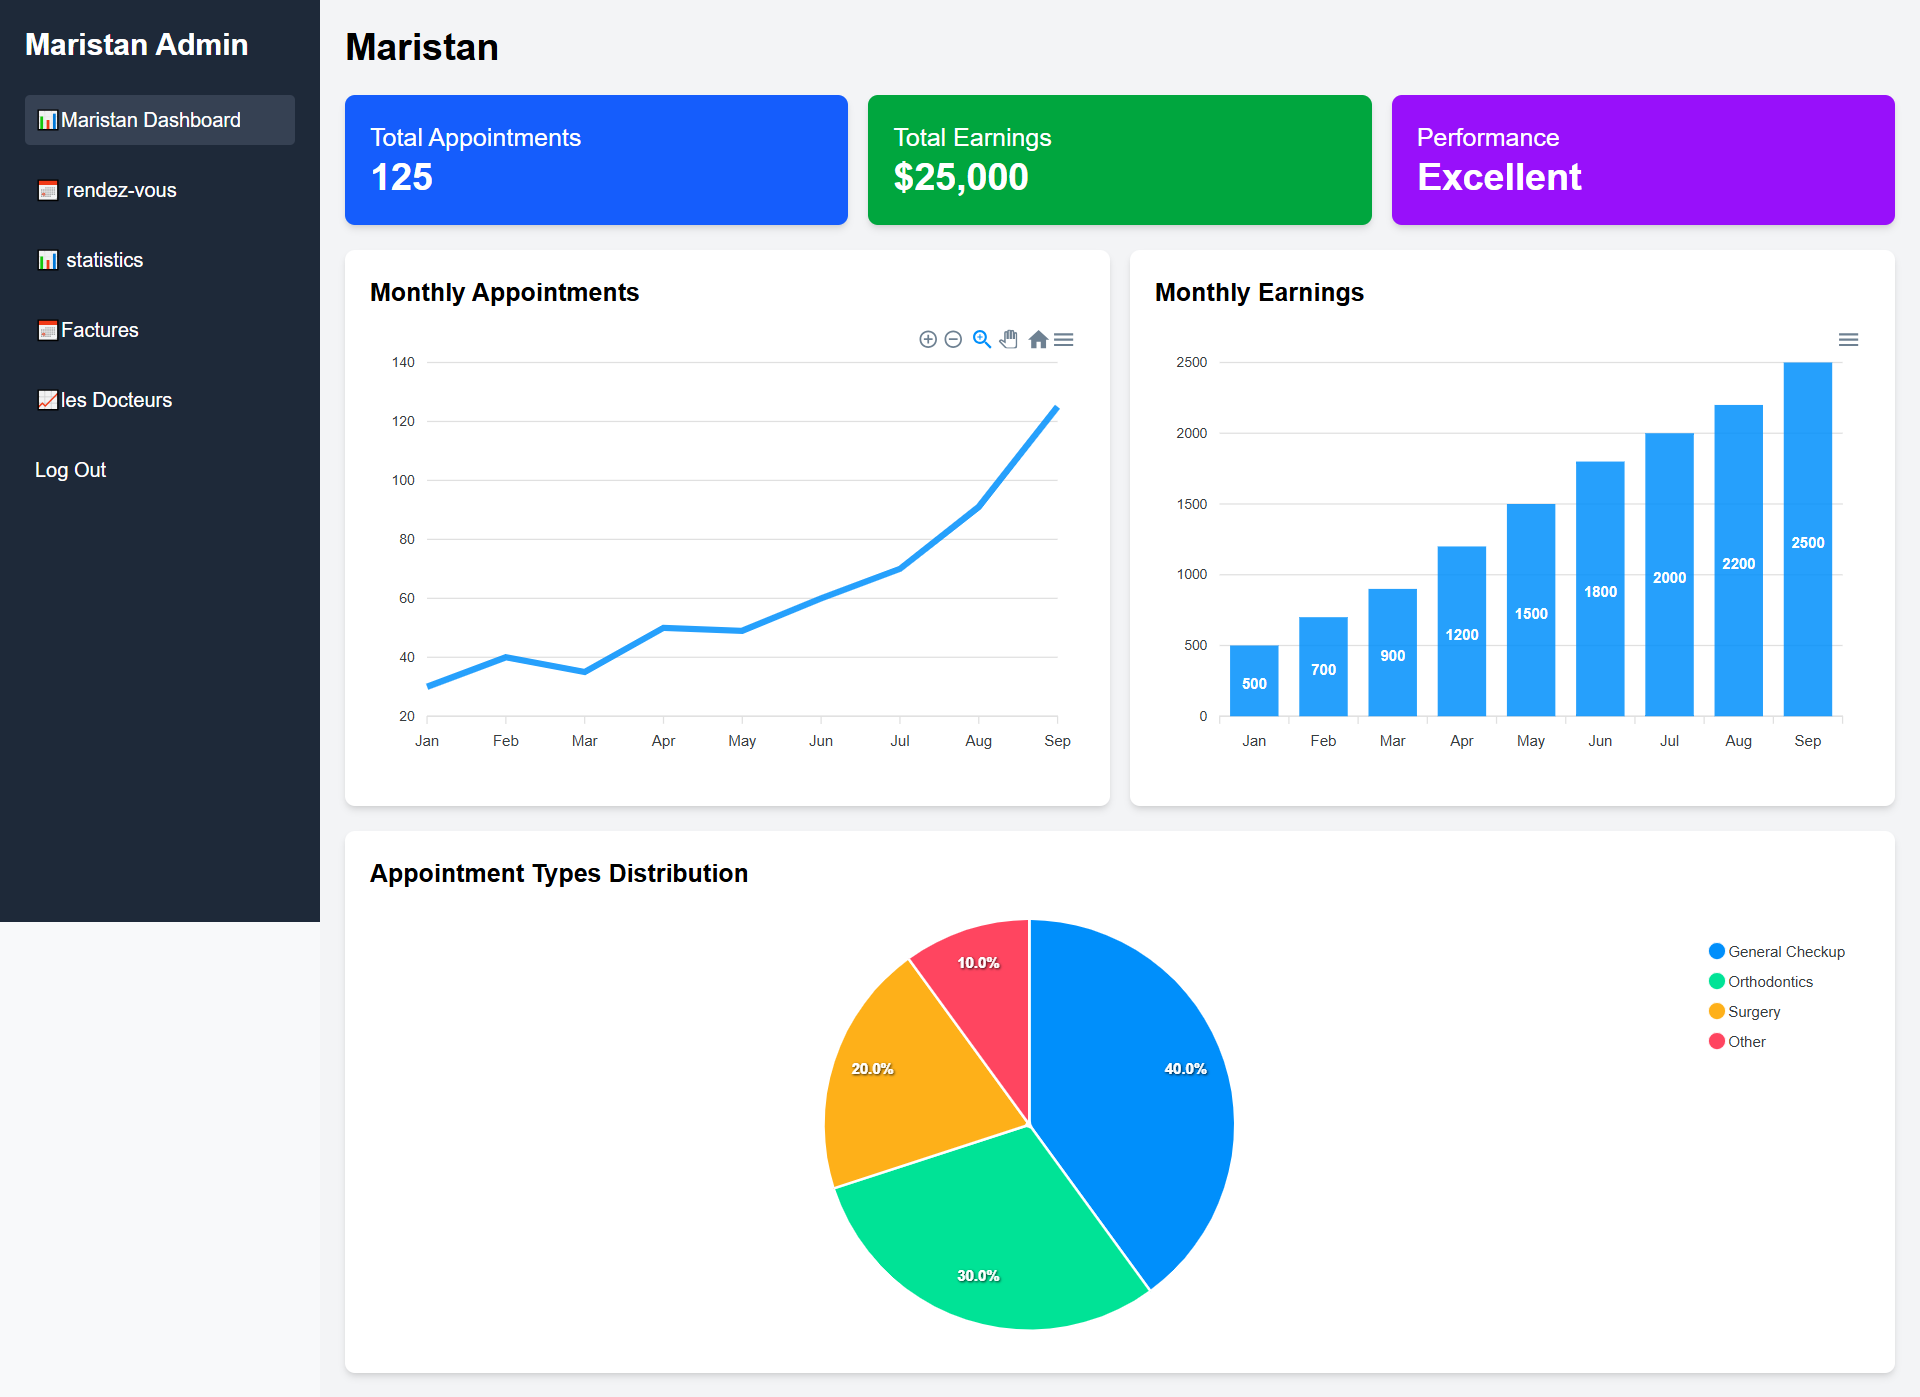 Maristan Admin
Maristan Dashboard
rendez-vous
statistics
Factures
les Docteurs
Log Out
Maristan
Total Appointments
125
Total Earnings
$25,000
Performance
Excellent
Monthly Appointments
140
120
100
80
60
40
20
Jan Feb Mar Apr May Jun Jul Aug Sep
Monthly Earnings
2500
2000
1500
1000
500
0
500 700 900 1200 1500 1800 2000 2200 2500
Jan Feb Mar Apr May Jun Jul Aug Sep
Appointment Types Distribution
10.0%
20.0%
40.0%
30.0%
General Checkup
Orthodontics
Surgery
Other